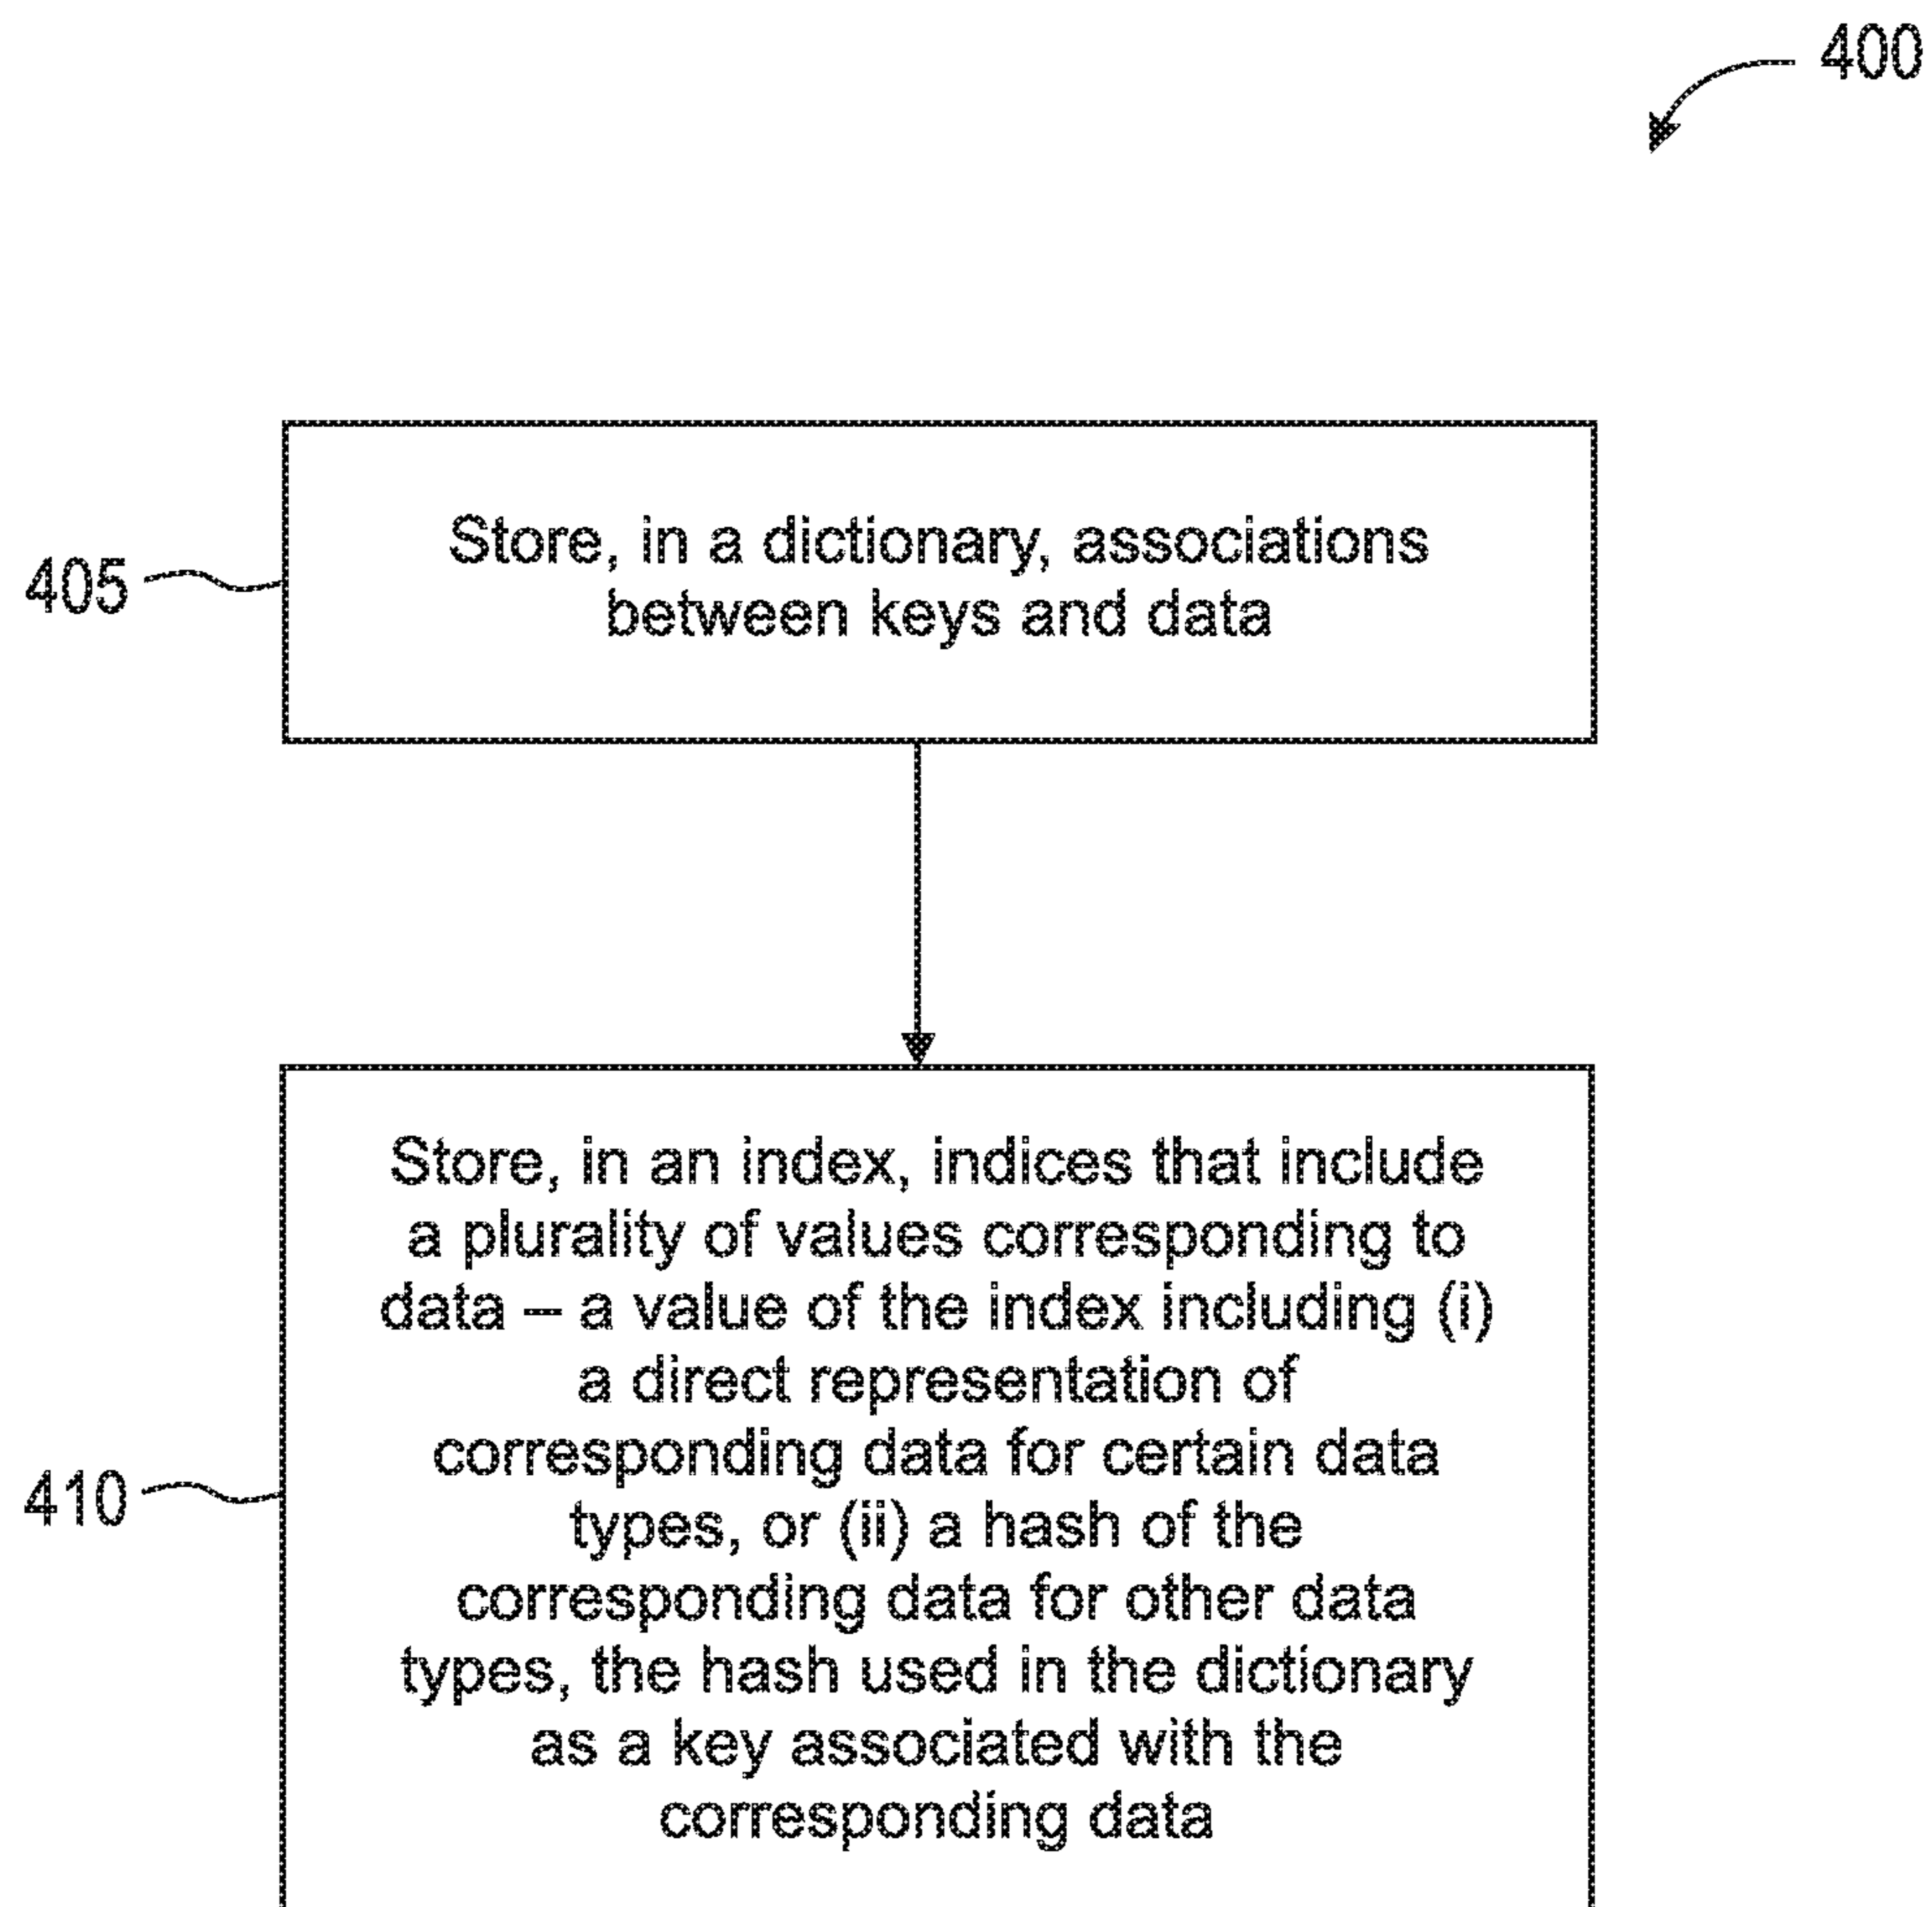 400
405
Store, in a dictionary, associations
between keys and data
410
Store, in an index, indices that include
a plurality of values corresponding to
data – a value of the index including (i)
a direct representation of
corresponding data for certain data
types, or (ii) a hash of the
corresponding data for other data
types, the hash used in the dictionary
as a key associated with the
corresponding data